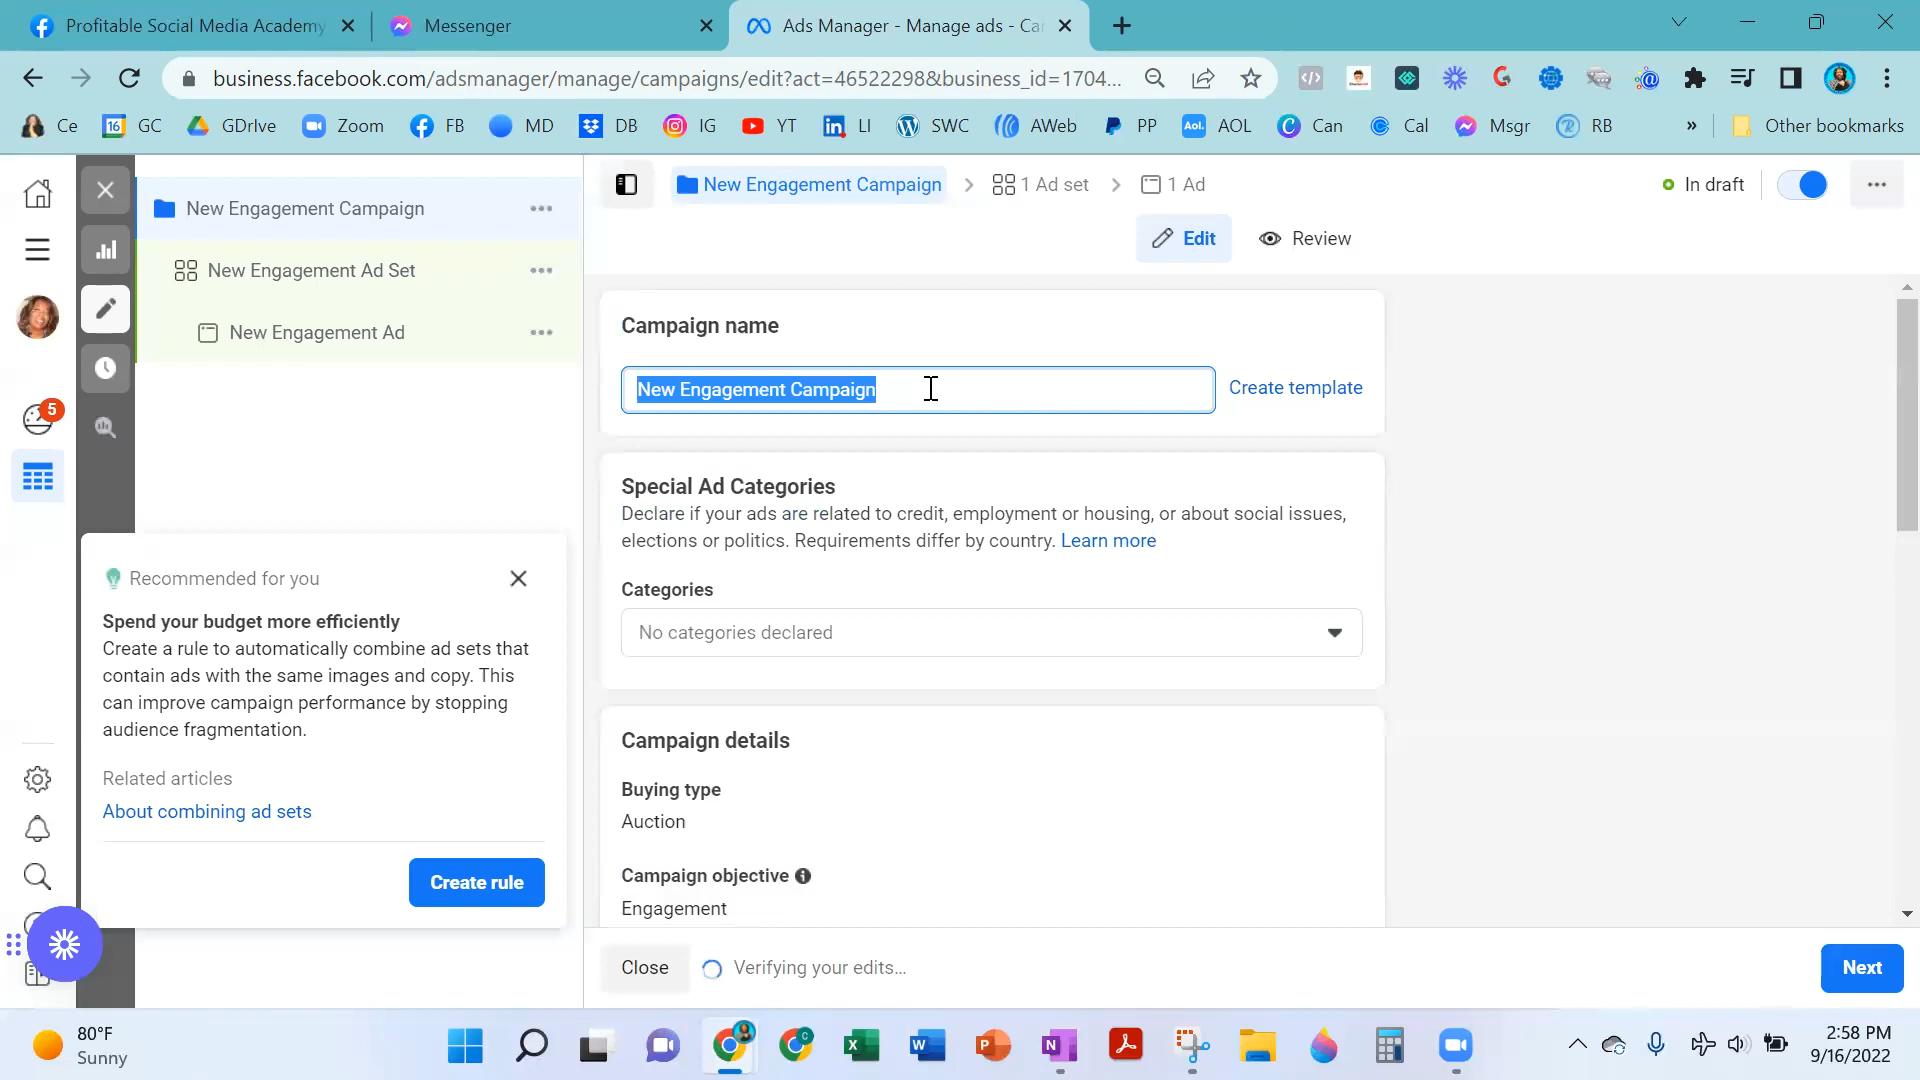 Profitable Social Media Academy
Messenger
Ads Manager - Manage ads - Ca
business.facebook.com/adsmanager/manage/campaigns/edit?act=46522298&business_id=1704...
Ce
16 GC
GDrIve
Zoom
FB
MD
DB
IG
YT
LI
SWC
AWeb
PP
Aol. AOL
Can
Cal
Msgr
RB
»
Other bookmarks
New Engagement Campaign
New Engagement Ad Set
New Engagement Ad
New Engagement Campaign
1 Ad set
1 Ad
In draft
Edit
Review
Campaign name
New Engagement Campaign
Create template
Special Ad Categories
Declare if your ads are related to credit, employment or housing, or about social issues,
elections or politics. Requirements differ by country. Learn more
Categories
No categories declared
Campaign details
Buying type
Auction
Campaign objective
Engagement
5
Recommended for you
Spend your budget more efficiently
Create a rule to automatically combine ad sets that
contain ads with the same images and copy. This
can improve campaign performance by stopping
audience fragmentation.
Related articles
About combining ad sets
Create rule
Close
Verifying your edits...
Next
80°F
Sunny
2:58 PM
9/16/2022